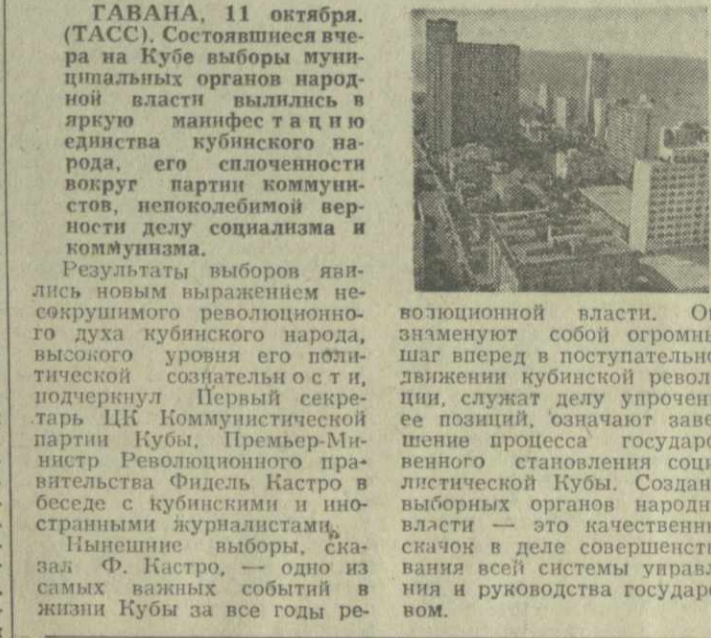 ГАВАНА, 11 октября.
(ТАСС). Состоявшиеся вче-
ра на Кубе выборы муни-
ципальных органов народ-
ной власти вылились в
яркую манифестацию
единства кубинского на-
рода, его сплоченности
вокруг партии коммуни-
стов, непоколебимой вер-
ности делу социализма и
коммунизма.
Результаты выборов яви-
лись новым выражением не-
сокрушимого революционно-
го духа кубинского народа,
высокого уровня его поли-
тической сознательности,
подчеркнул Первый секре-
тарь ЦК Коммунистической
партии Кубы, Премьер-Ми-
нистр Революционного пра-
вительства Фидель Кастро в
беседе с кубинскими и ино-
странными журналистами.
Нынешние выборы, ска-
зал Ф. Кастро, — одно из
самых важных событий в
жизни Кубы за все годы ре-
волюционной власти.
знаменуют собой огромны
шаг вперед в поступательно
движении кубинской револ
ции, служат делу упрочен
ее позиций, означают заве
шение процесса государс
венного становления соци
листической Кубы. Создан
выборных органов народн
власти — это качественн
скачок в деле совершенств
вания всей системы управл
ния и руководства государс
вом.